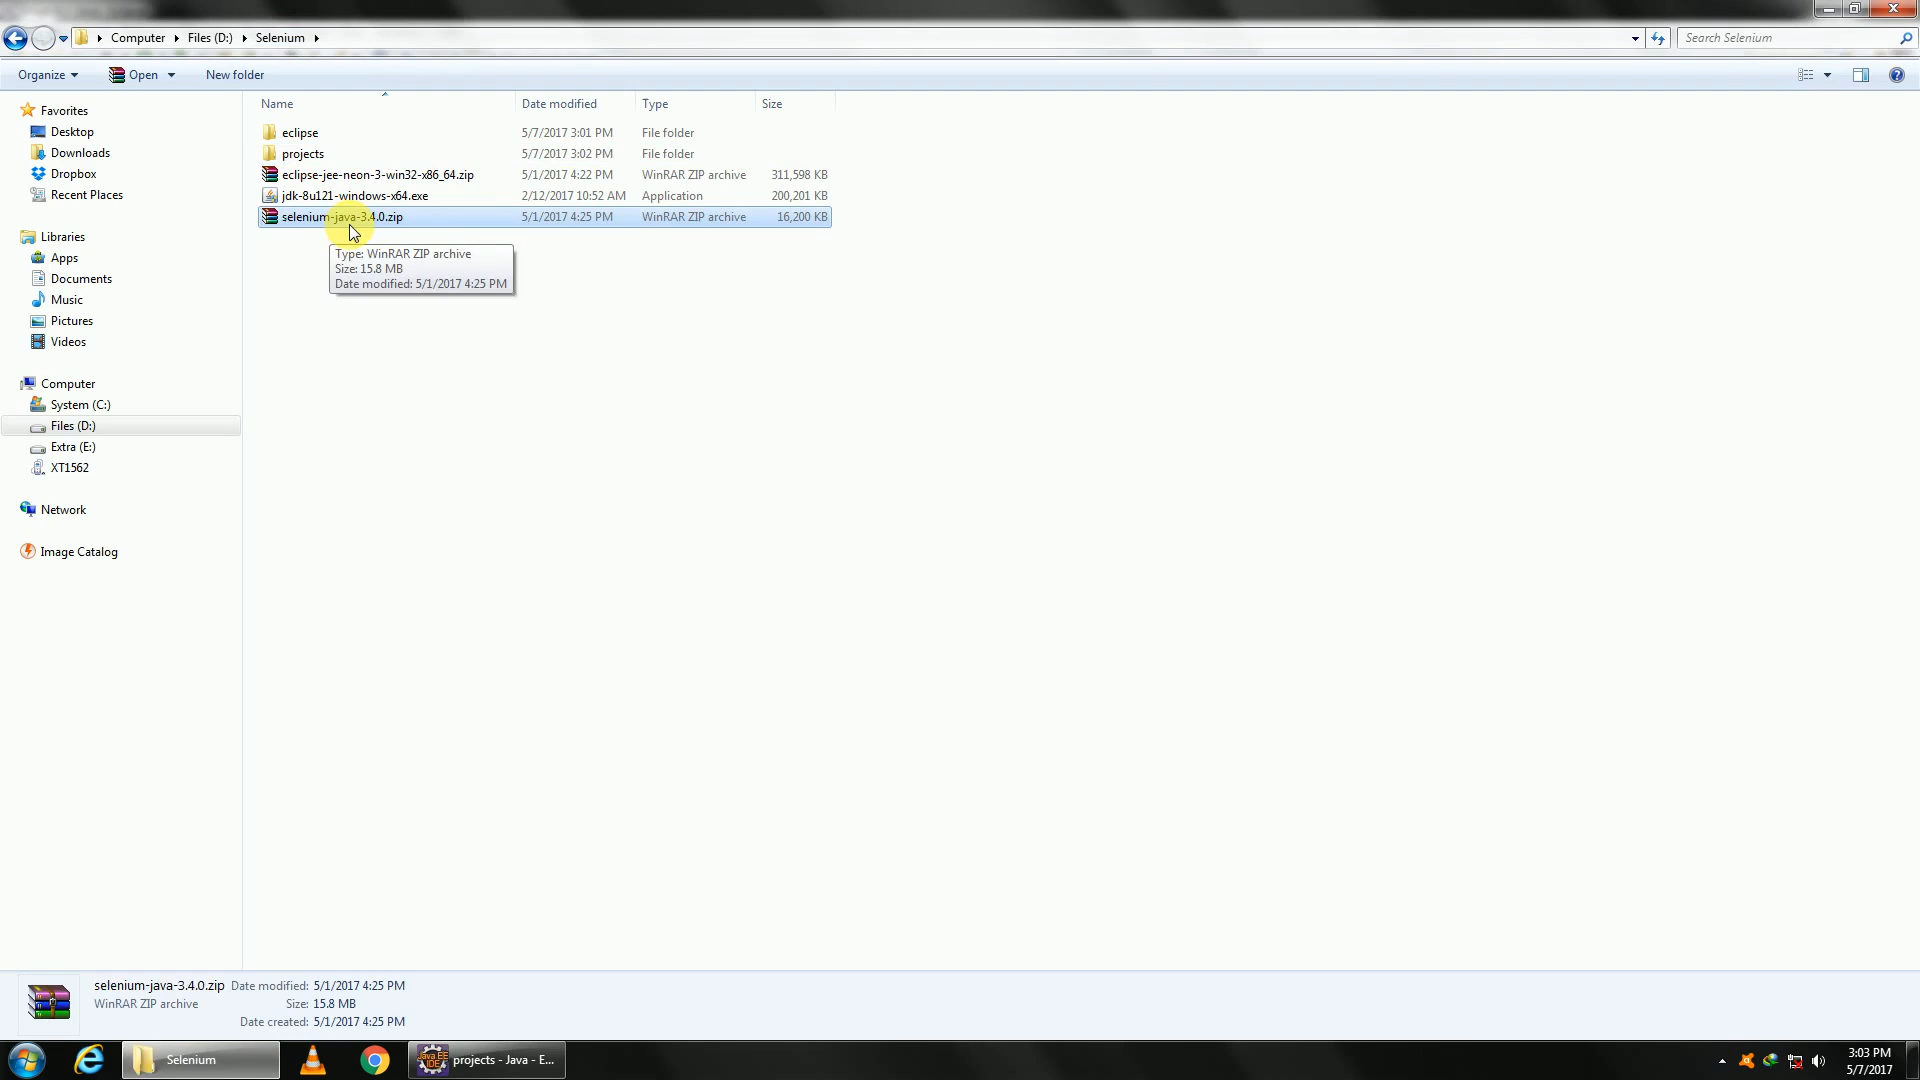 Computer Files (D:) Selenium
Search Selenium
Organize Open New folder
Favorites
Desktop
Downloads
Dropbox
Recent Places
Libraries
Apps
Documents
Music
Pictures
Videos
Computer
System (C:)
Files (D:)
Extra (E:)
XT1562
Network
Image Catalog
Name Date modified Type Size
eclipse 5/7/2017 3:01 PM File folder
projects 5/7/2017 3:02 PM File folder
eclipse-jee-neon-3-win32-x86_64.zip 5/1/2017 4:22 PM WinRAR ZIP archive 311,598 KB
jdk-8u121-windows-x64.exe 2/12/2017 10:52 AM Application 200,201 KB
selenium-java-3.4.0.zip 5/1/2017 4:25 PM WinRAR ZIP archive 16,200 KB
Type: WinRAR ZIP archive
Size: 15.8 MB
Date modified: 5/1/2017 4:25 PM
selenium-java-3.4.0.zip Date modified: 5/1/2017 4:25 PM
WinRAR ZIP archive Size: 15.8 MB
Date created: 5/1/2017 4:25 PM
Selenium
Java EE
IDE
projects - Java - E...
3:03 PM
5/7/2017